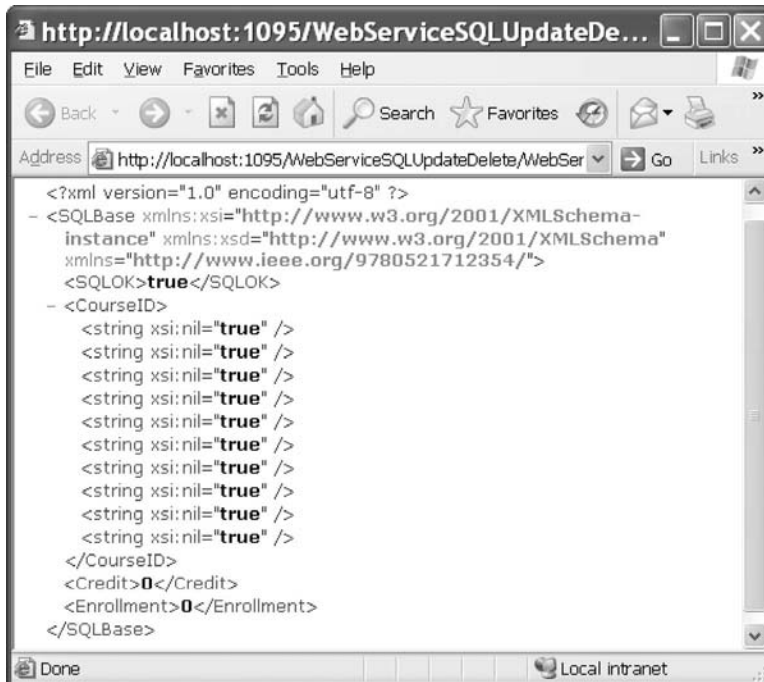 http://localhost:1095/WebServiceSQLUpdateDe...
File Edit View Favorites Tools Help
Back Search Favorites »
Address http://localhost:1095/WebServiceSQLUpdateDelete/WebSer Go Links »
<?xml version="1.0" encoding="utf-8" ?>
– <SQLBase xmlns:xsi="http://www.w3.org/2001/XMLSchema-
instance" xmlns:xsd="http://www.w3.org/2001/XMLSchema"
xmlns="http://www.ieee.org/9780521712354/">
<SQLOK>true</SQLOK>
– <CourseID>
<string xsi:nil="true" />
<string xsi:nil="true" />
<string xsi:nil="true" />
<string xsi:nil="true" />
<string xsi:nil="true" />
<string xsi:nil="true" />
<string xsi:nil="true" />
<string xsi:nil="true" />
<string xsi:nil="true" />
<string xsi:nil="true" />
</CourseID>
<Credit>0</Credit>
<Enrollment>0</Enrollment>
</SQLBase>
Done Local intranet